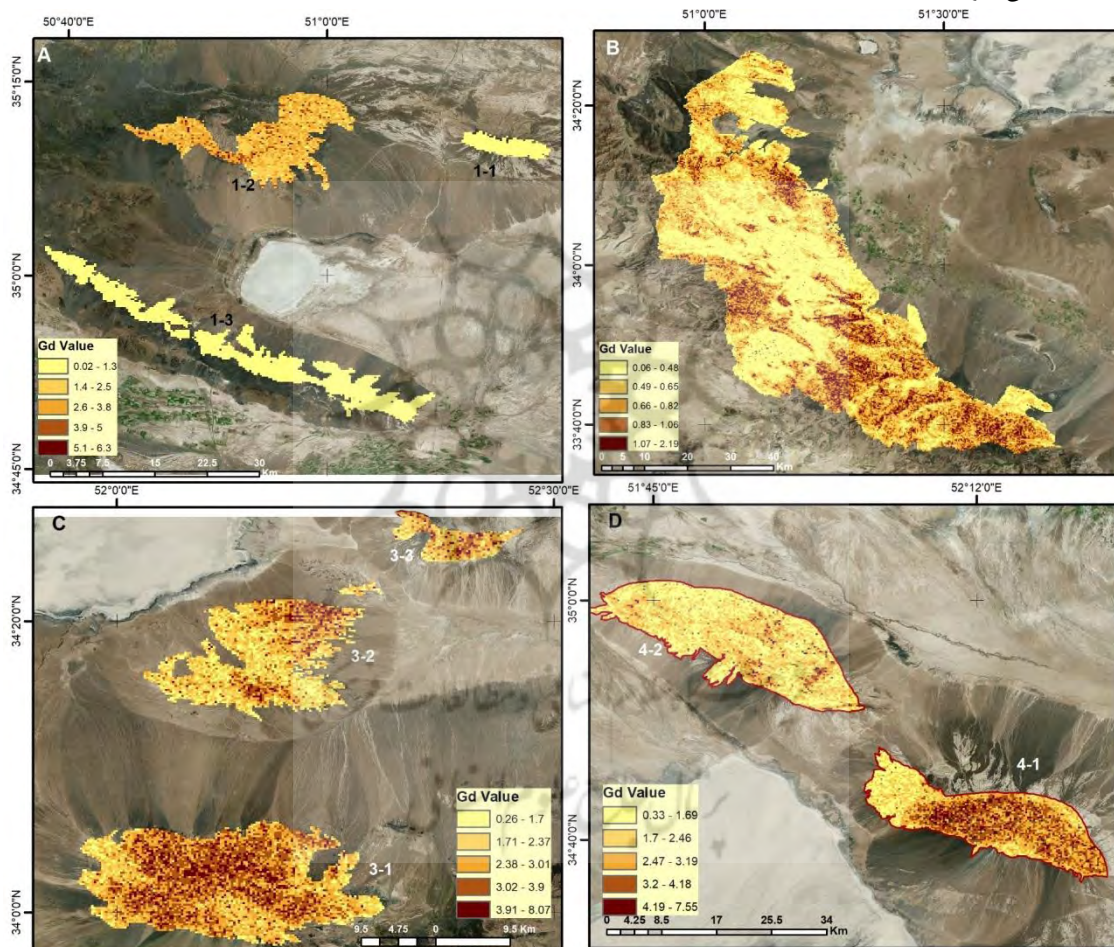 50°40'0"E 51°0'0"E
A
35°15'0"N
35°0'0"N
34°45'0"N
1-1
1-2
1-3
Gd Value
0.02 - 1.3
1.4 - 2.5
2.6 - 3.8
3.9 - 5
5.1 - 6.3
0 3.75 7.5 15 22.5 30
Km
51°0'0"E 51°30'0"E
B
34°20'0"N
34°0'0"N
33°40'0"N
Gd Value
0.06 - 0.48
0.49 - 0.65
0.66 - 0.82
0.83 - 1.06
1.07 - 2.19
0 5 10 20 30 40
Km
52°0'0"E 52°30'0"E
C
34°20'0"N
34°0'0"N
3-3
3-2
3-1
Gd Value
0.26 - 1.7
1.71 - 2.37
2.38 - 3.01
3.02 - 3.9
3.91 - 8.07
9.5 4.75 0 9.5 Km
51°45'0"E 52°12'0"E
D
35°0'0"N
34°40'0"N
4-2
4-1
Gd Value
0.33 - 1.69
1.7 - 2.46
2.47 - 3.19
3.2 - 4.18
4.19 - 7.55
0 4.25 8.5 17 25.5 34
Km